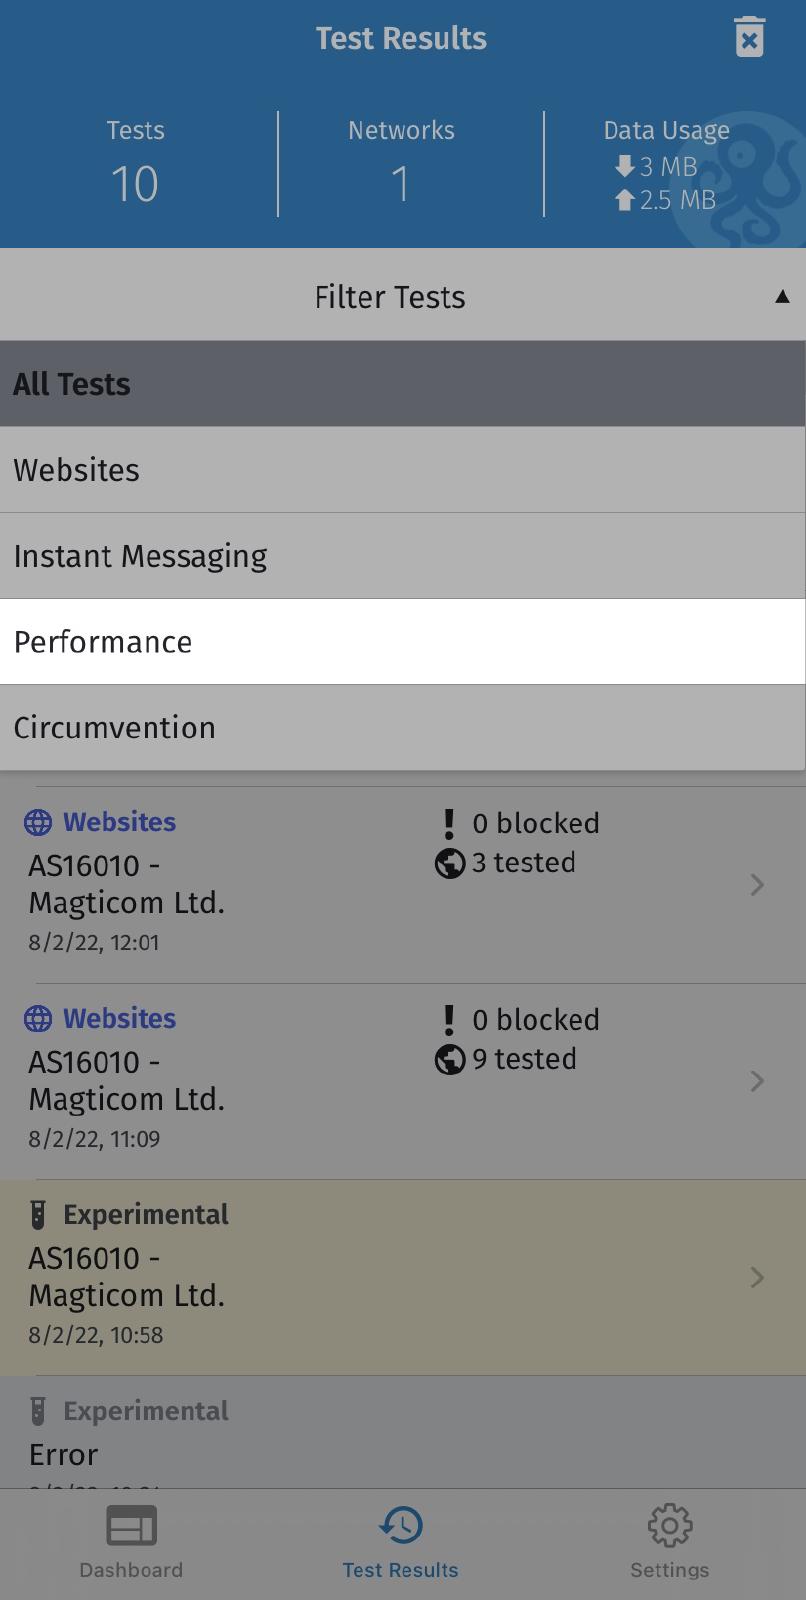 Test Results
Tests
10
Networks
1
Data Usage
3 MB
2.5 MB
Filter Tests
All Tests
Websites
Instant Messaging
Performance
Circumvention
Websites
0 blocked
AS16010 -
3 tested
Magticom Ltd.
8/2/22, 12:01
Websites
0 blocked
AS16010 -
9 tested
Magticom Ltd.
8/2/22, 11:09
Experimental
AS16010 -
Magticom Ltd.
8/2/22, 10:58
Experimental
Error
Dashboard
Test Results
Settings